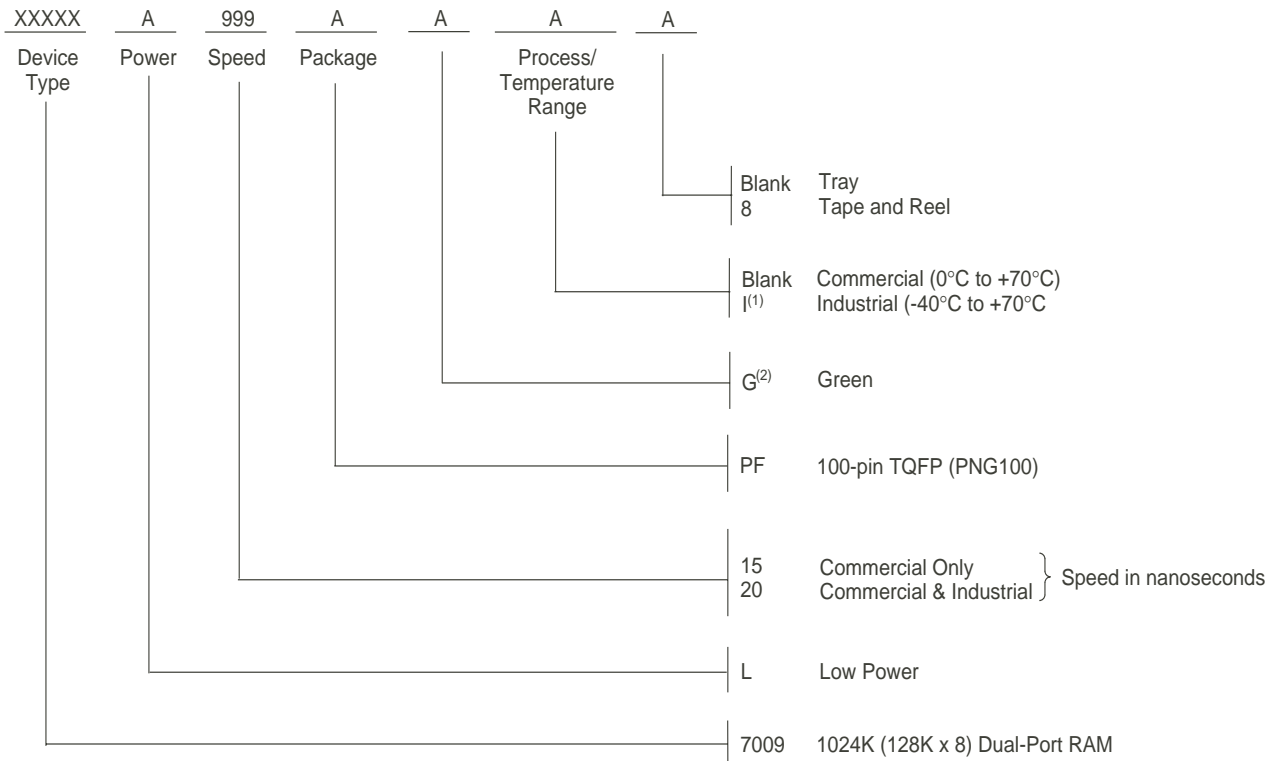 XXXXX A 999 A A A A
Device Type Power Speed Package Process/ Temperature Range
Blank Tray
8 Tape and Reel
Blank Commercial (0°C to +70°C)
I(1) Industrial (-40°C to +70°C
G(2) Green
PF 100-pin TQFP (PNG100)
15 Commercial Only
20 Commercial & Industrial
Speed in nanoseconds
L Low Power
7009 1024K (128K x 8) Dual-Port RAM